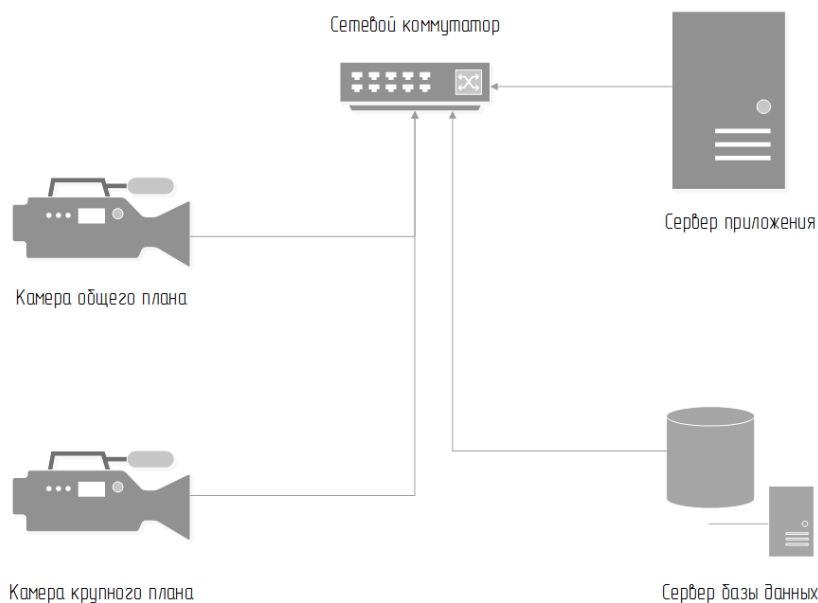 Сетевой коммутатор
Сервер приложения
Камера общего плана
Камера крупного плана
Сервер базы данных